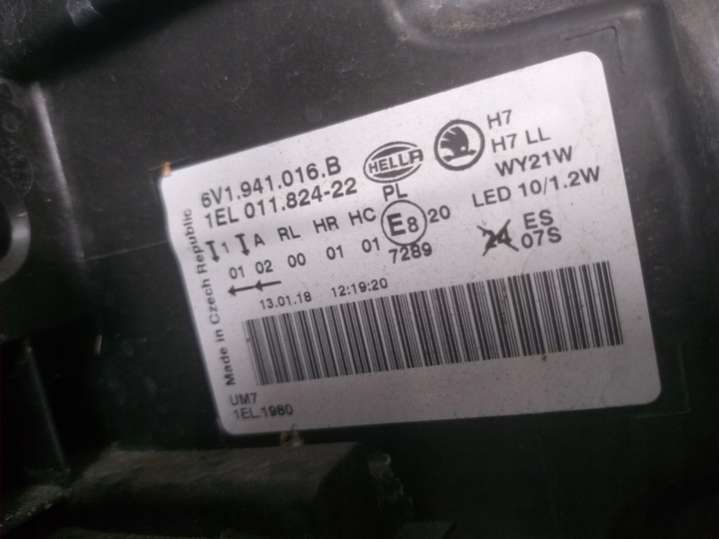 6V1.941.016.B
1EL 011.824-22
HELLA
PL
H7
H7 LL
WY21W
LED 10/1.2W
1 A RL HR HC E8 20
01 02 00 01 01 7289
24 ES
07S
13.01.18 12:19:20
Made in Czech Republic
UM7
1EL.1980